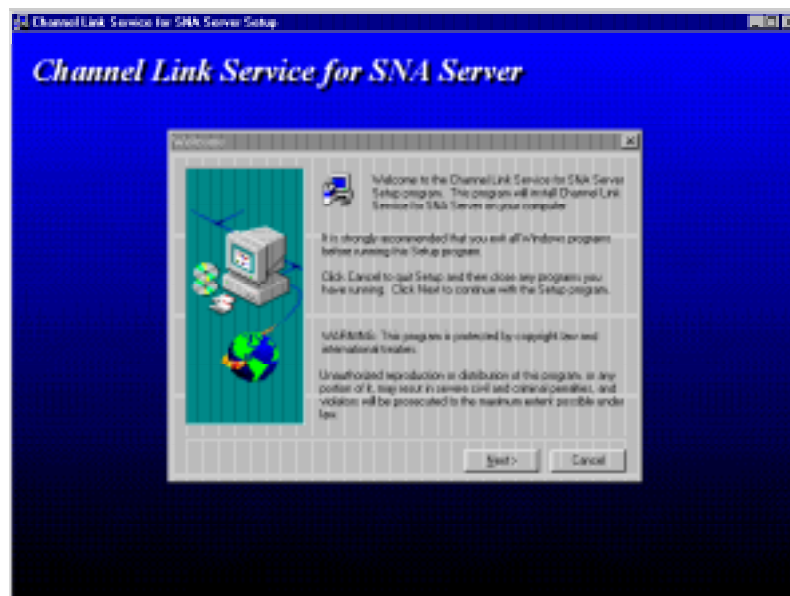 Channel Link Service for SNA Server Setup
Channel Link Service for SNA Server
Welcome
Welcome to the Channel Link Service for SNA Server
Setup program. This program will install Channel Link
Service for SNA Server on your computer.
It is strongly recommended that you exit all Windows programs
before running this Setup program.
Click Cancel to quit Setup and then close any programs you
have running. Click Next to continue with the Setup program.
WARNING: This program is protected by copyright law and
international treaties.
Unauthorized reproduction or distribution of this program, or any
portion of it, may result in severe civil and criminal penalties, and
violators will be prosecuted to the maximum extent possible under
law.
Next >
Cancel